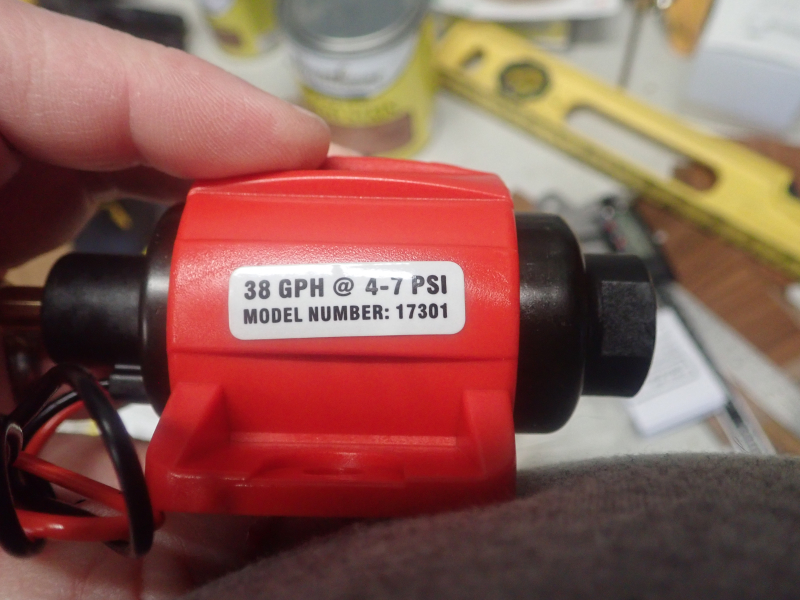 38 GPH @ 4-7 PSI
MODEL NUMBER: 17301